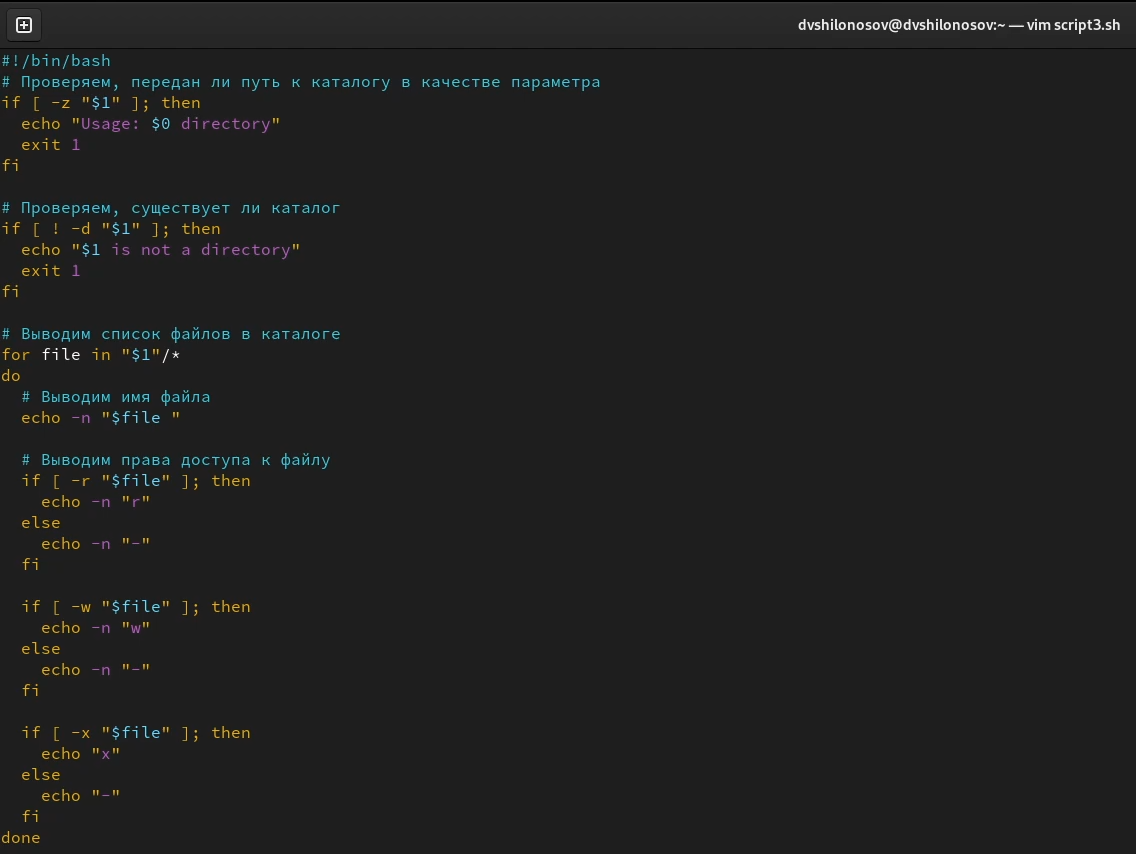 dvshilonosov@dvshilonosov:~ — vim script3.sh
#!/bin/bash
# Проверяем, передан ли путь к каталогу в качестве параметра
if [ -z "$1" ]; then
  echo "Usage: $0 directory"
  exit 1
fi

# Проверяем, существует ли каталог
if [ ! -d "$1" ]; then
  echo "$1 is not a directory"
  exit 1
fi

# Выводим список файлов в каталоге
for file in "$1"/*
do
  # Выводим имя файла
  echo -n "$file "

  # Выводим права доступа к файлу
  if [ -r "$file" ]; then
    echo -n "r"
  else
    echo -n "-"
  fi

  if [ -w "$file" ]; then
    echo -n "w"
  else
    echo -n "-"
  fi

  if [ -x "$file" ]; then
    echo "x"
  else
    echo "-"
  fi
done